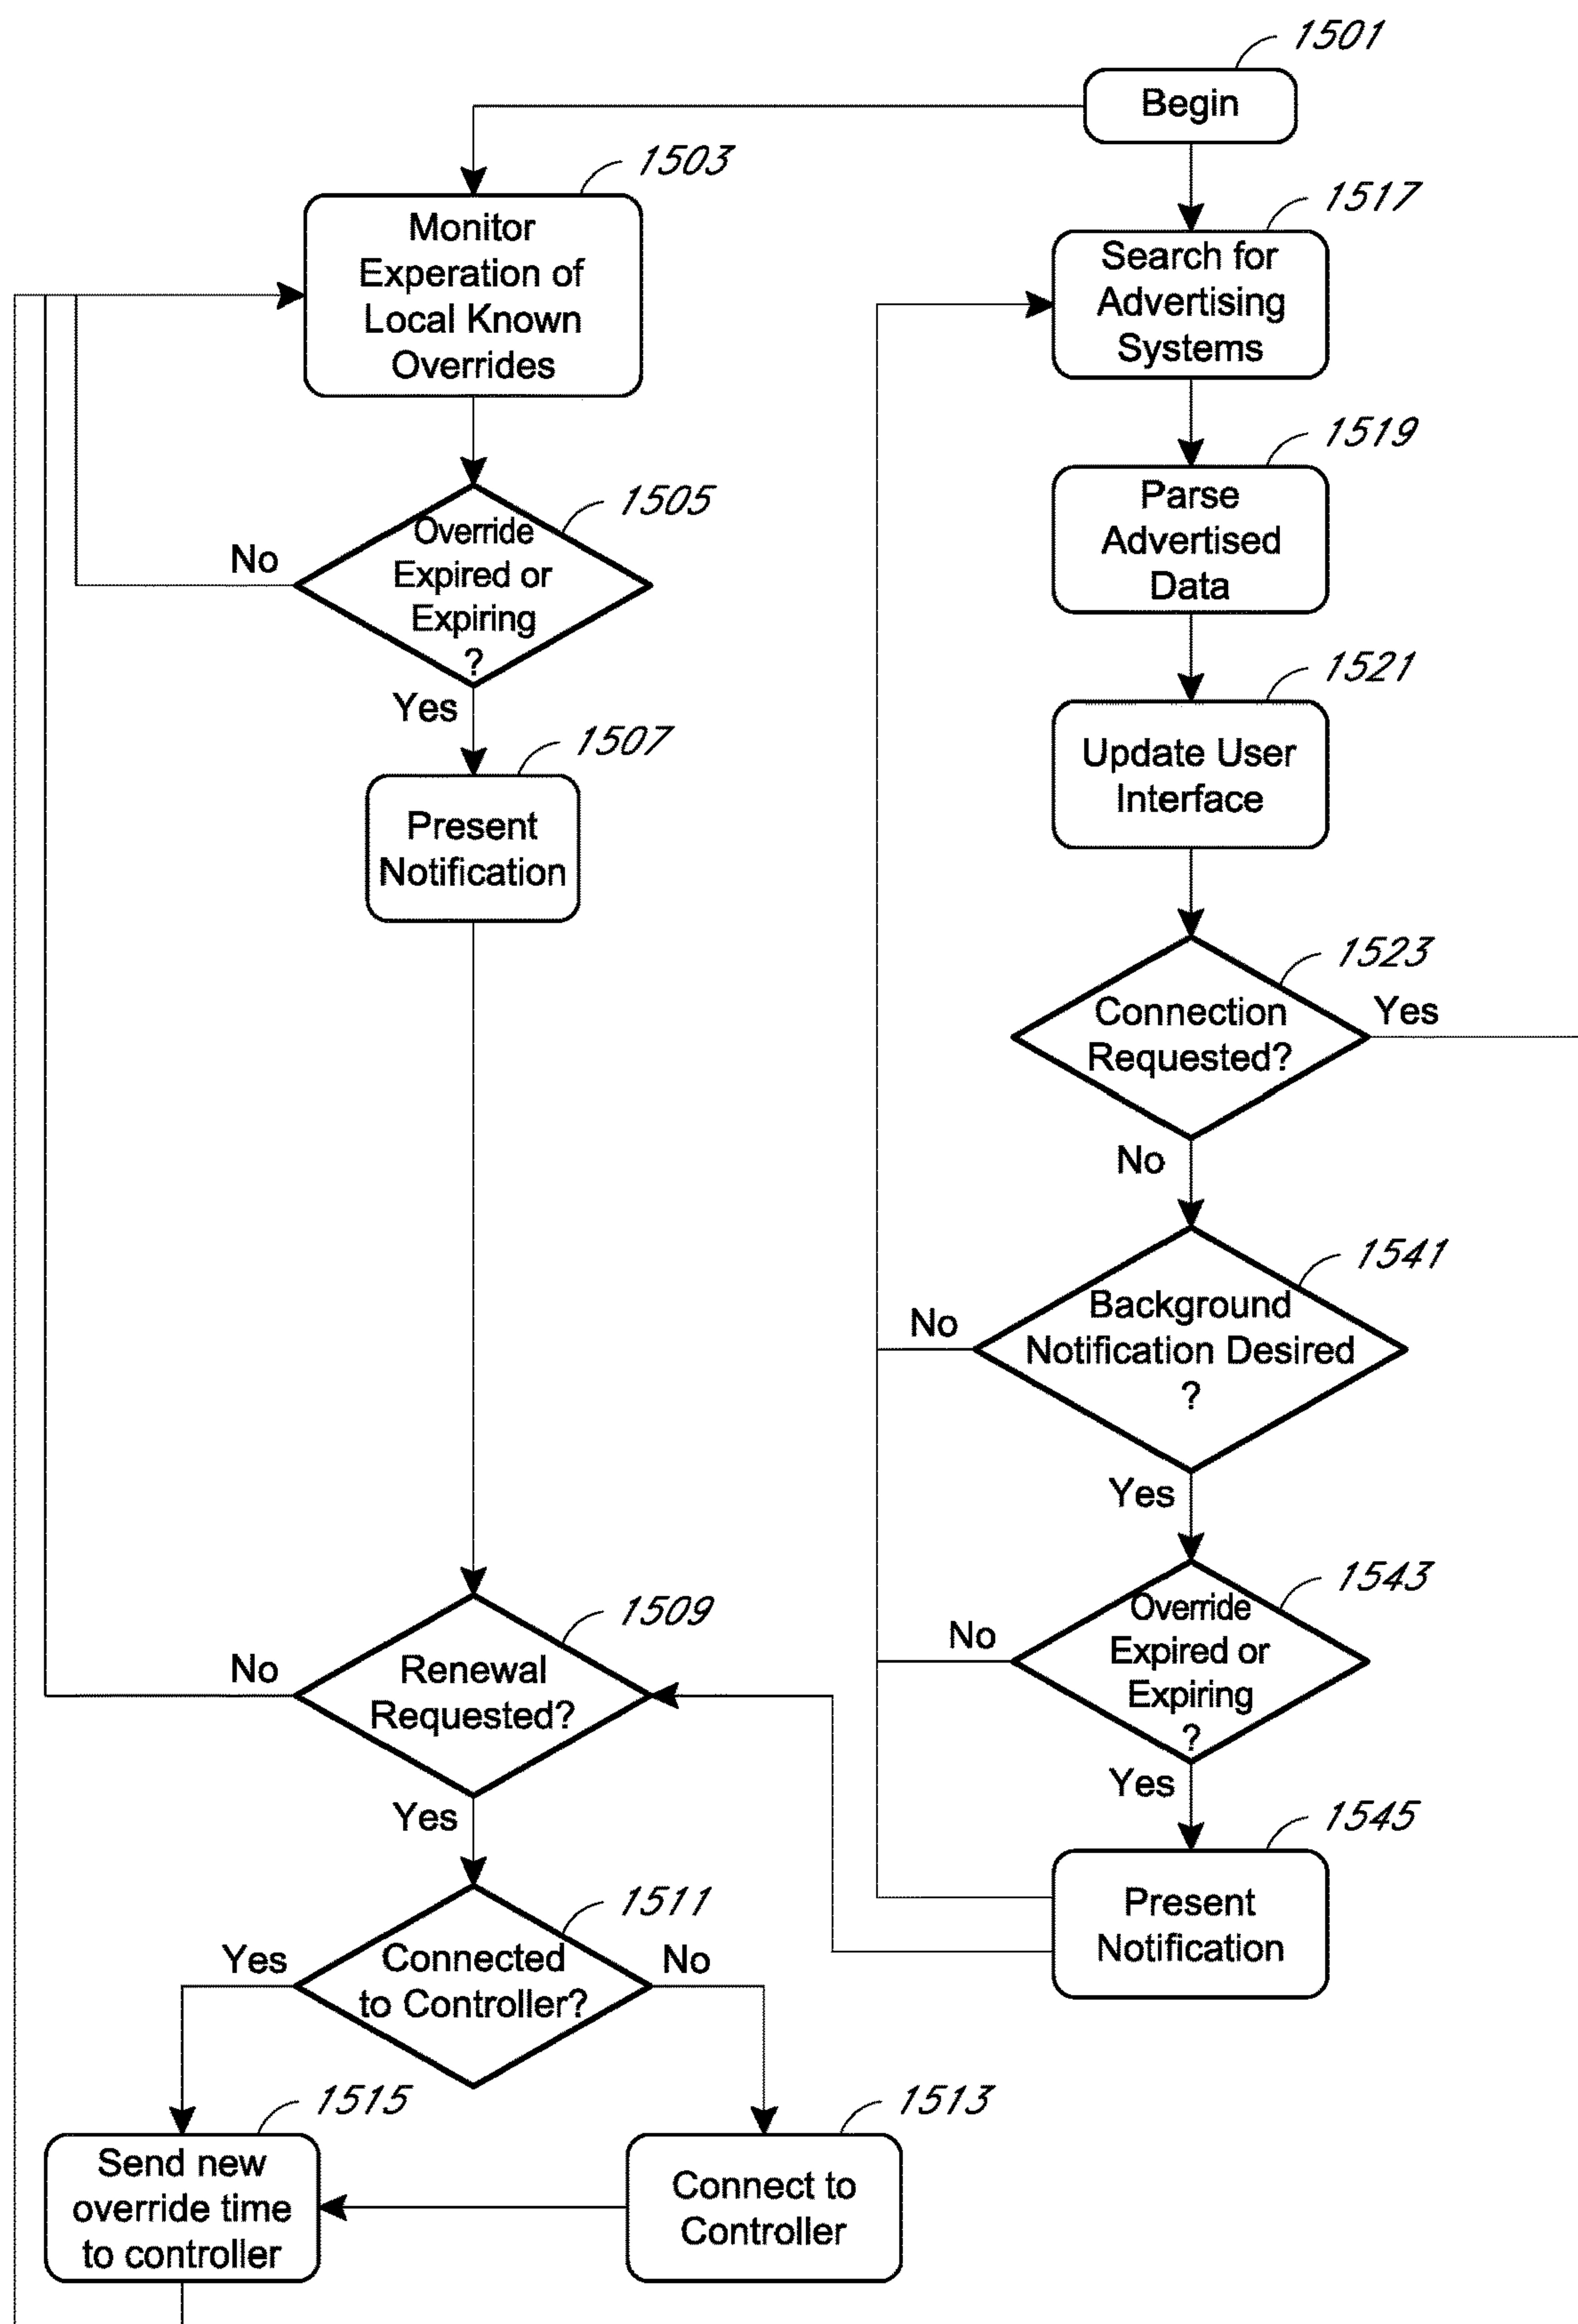 1501
Begin
1503
Monitor
Experation of
Local Known
Overrides
1505
Override
Expired or
Expiring
?
No
Yes
1507
Present
Notification
1509
Renewal
Requested?
No
Yes
1511
Connected
to Controller?
Yes
No
1515
Send new
override time
to controller
1513
Connect to
Controller
1517
Search for
Advertising
Systems
1519
Parse
Advertised
Data
1521
Update User
Interface
1523
Connection
Requested?
Yes
No
1541
Background
Notification Desired
?
No
Yes
1543
Override
Expired or
Expiring
?
No
Yes
1545
Present
Notification